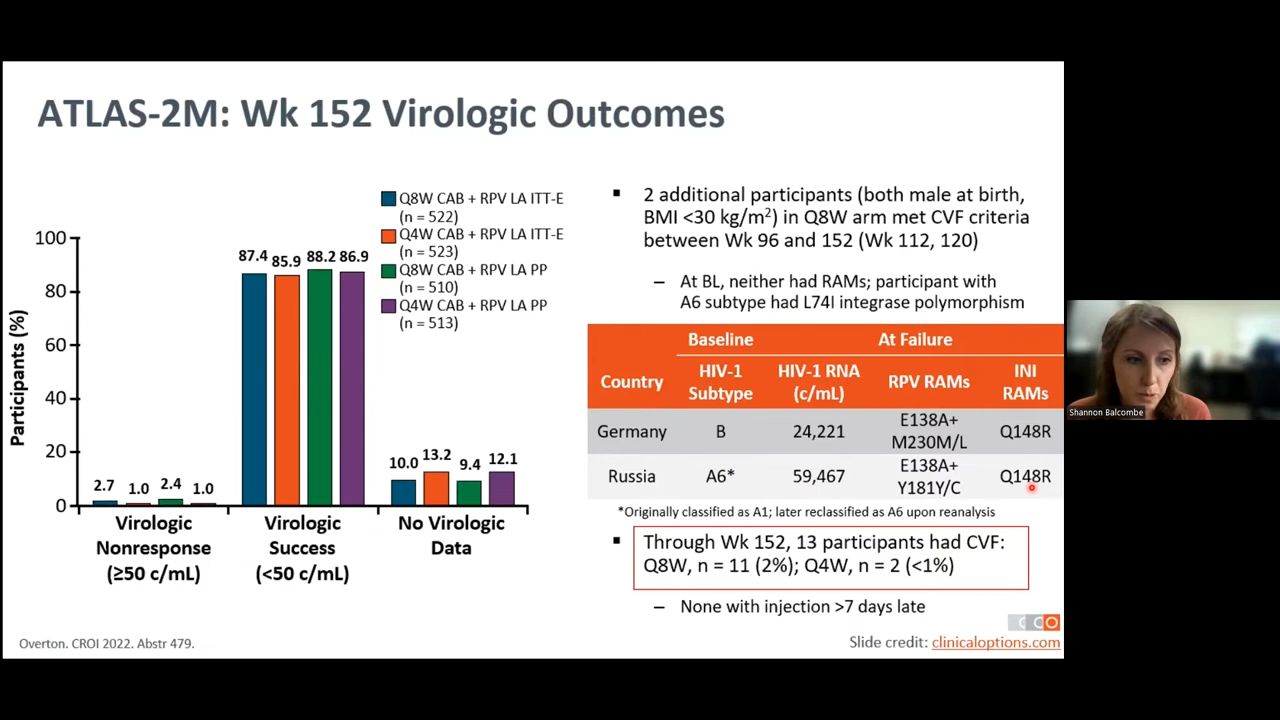 ATLAS-2M: Wk 152 Virologic Outcomes
Q8W CAB + RPV LA ITT-E
(n = 522)
Q4W CAB + RPV LA ITT-E
(n = 523)
Q8W CAB + RPV LA PP
(n = 510)
Q4W CAB + RPV LA PP
(n = 513)
Participants (%)
100
80
60
40
20
0
2.7
1.0
2.4
1.0
87.4
85.9
88.2
86.9
10.0
13.2
9.4
12.1
Virologic
Nonresponse
(≥50 c/mL)
Virologic
Success
(<50 c/mL)
No Virologic
Data
▪ 2 additional participants (both male at birth,
BMI <30 kg/m²) in Q8W arm met CVF criteria
between Wk 96 and 152 (Wk 112, 120)
– At BL, neither had RAMs; participant with
A6 subtype had L74I integrase polymorphism
Baseline At Failure
Country
HIV-1
Subtype
HIV-1 RNA
(c/mL)
RPV RAMs
INI
RAMs
Germany B 24,221 E138A+
M230M/L Q148R
Russia A6* 59,467 E138A+
Y181Y/C Q148R
*Originally classified as A1; later reclassified as A6 upon reanalysis
▪ Through Wk 152, 13 participants had CVF:
Q8W, n = 11 (2%); Q4W, n = 2 (<1%)
– None with injection >7 days late
CCO
Overton. CROI 2022. Abstr 479.
Slide credit: clinicaloptions.com
Shannon Balcombe